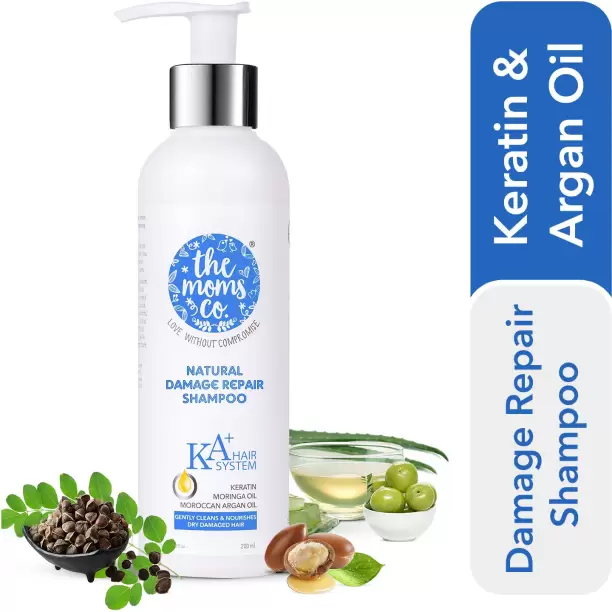 the
moms
co.
®
LOVE WITHOUT COMPROMISE
NATURAL
DAMAGE REPAIR
SHAMPOO
KA+ HAIR
SYSTEM
KERATIN
MORINGA OIL
MOROCCAN ARGAN OIL
GENTLY CLEANS & NOURISHES
DRY DAMAGED HAIR
200 ml
Keratin &
Argan Oil
Damage Repair
Shampoo